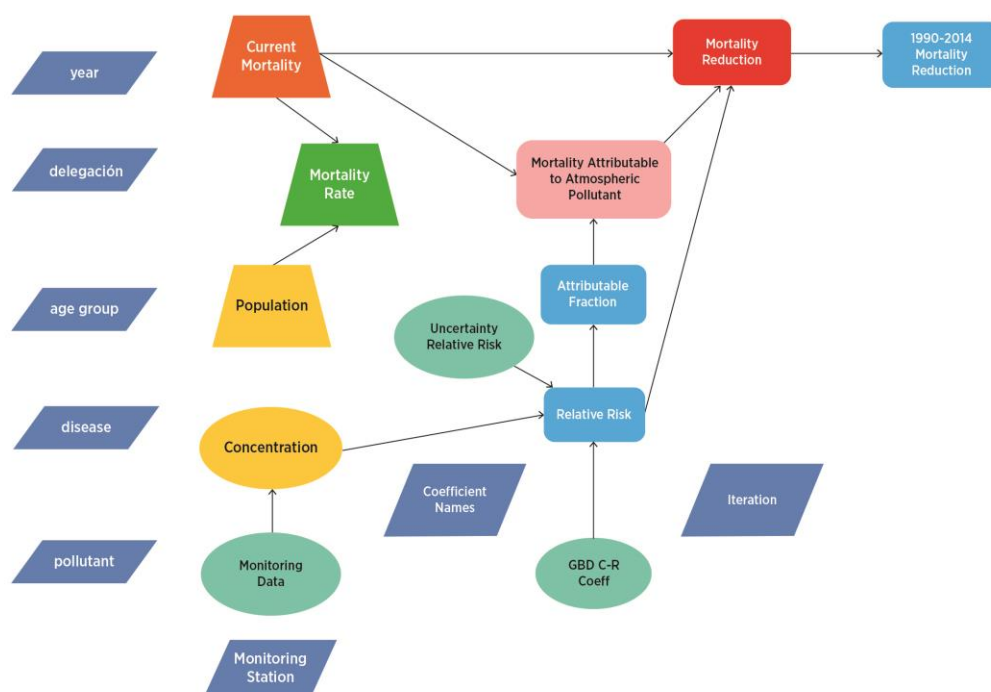 year
Current
Mortality
Mortality
Reduction
1990-2014
Mortality
Reduction
delegación
Mortality
Rate
Mortality Attributable
to Atmospheric
Pollutant
age group
Population
Attributable
Fraction
Uncertainty
Relative Risk
disease
Concentration
Relative Risk
Coefficient
Names
Iteration
pollutant
Monitoring
Data
GBD C-R
Coeff
Monitoring
Station